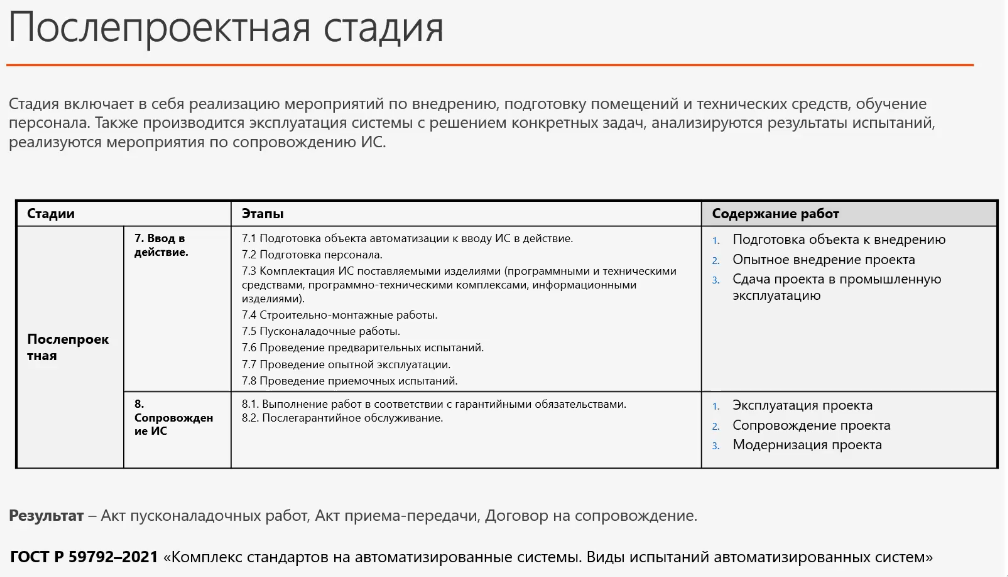 Послепроектная стадия
Стадия включает в себя реализацию мероприятий по внедрению, подготовку помещений и технических средств, обучение
персонала. Также производится эксплуатация системы с решением конкретных задач, анализируются результаты испытаний,
реализуются мероприятия по сопровождению ИС.
Стадии
Этапы
Содержание работ
Послепроек
тная
7. Ввод в
действие.
7.1 Подготовка объекта автоматизации к вводу ИС в действие.
7.2 Подготовка персонала.
7.3 Комплектация ИС поставляемыми изделиями (программными и техническими
средствами, программно-техническими комплексами, информационными
изделиями).
7.4 Строительно-монтажные работы.
7.5 Пусконаладочные работы.
7.6 Проведение предварительных испытаний.
7.7 Проведение опытной эксплуатации.
7.8 Проведение приемочных испытаний.
1. Подготовка объекта к внедрению
2. Опытное внедрение проекта
3. Сдача проекта в промышленную
эксплуатацию
8.
Сопровожден
ие ИС
8.1. Выполнение работ в соответствии с гарантийными обязательствами.
8.2. Послегарантийное обслуживание.
1. Эксплуатация проекта
2. Сопровождение проекта
3. Модернизация проекта
Результат – Акт пусконаладочных работ, Акт приема-передачи, Договор на сопровождение.
ГОСТ Р 59792–2021 «Комплекс стандартов на автоматизированные системы. Виды испытаний автоматизированных систем»